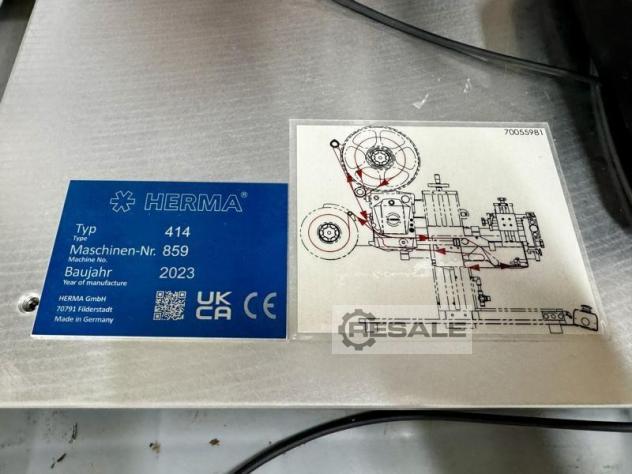 HERMA®
Typ 414
Type
Maschinen-Nr. 859
Machine No.
Baujahr 2023
Year of manufacture
HERMA GmbH
70791 Filderstadt
Made in Germany
UK
CA
CE
70055981
RESALE